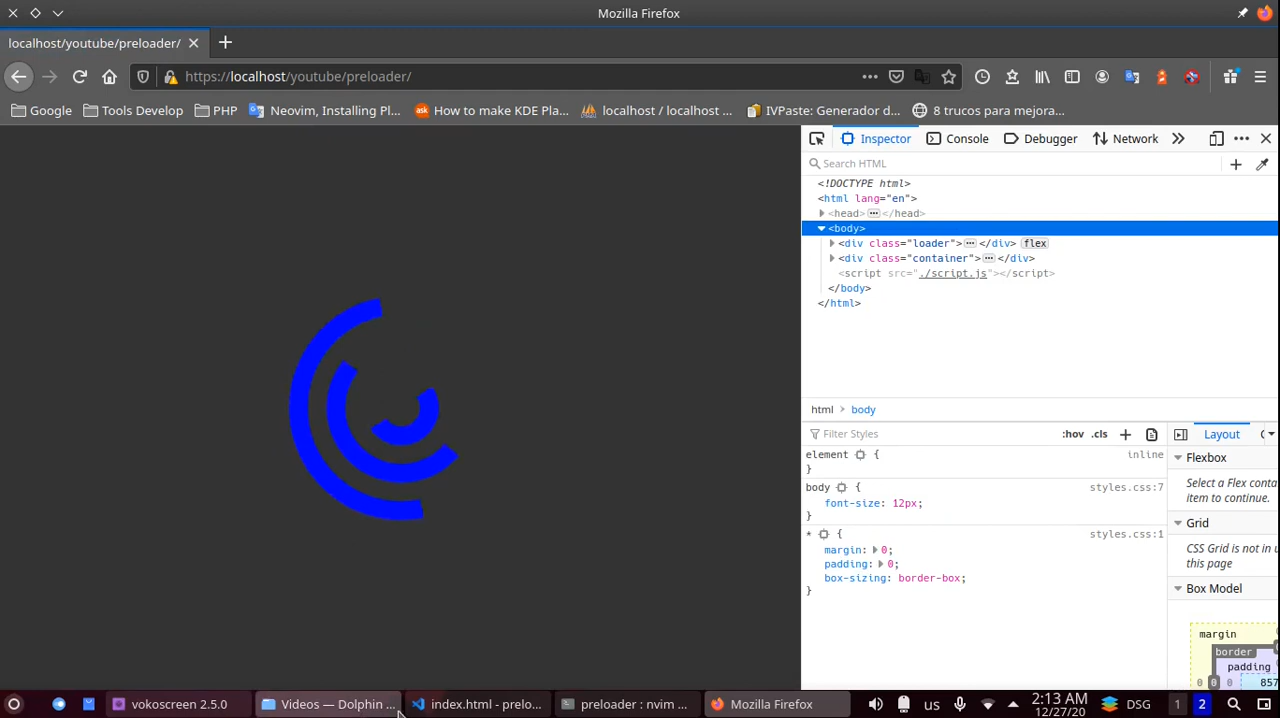 Mozilla Firefox
localhost/youtube/preloader/
https://localhost/youtube/preloader/
Google Tools Develop PHP Neovim, Installing Pl... How to make KDE Pla... localhost / localhost ... IVPaste: Generador d... 8 trucos para mejora...
Inspector Console Debugger Network
Search HTML
<!DOCTYPE html>
<html lang="en">
<head> ••• </head>
<body>
<div class="loader"> ••• </div> flex
<div class="container"> ••• </div>
<script src="./script.js"></script>
</body>
</html>
html > body
Filter Styles :hov .cls Layout
element { inline
}
body { styles.css:7
font-size: 12px;
}
* { styles.css:1
margin: 0;
padding: 0;
box-sizing: border-box;
}
Flexbox
Select a Flex conta
item to continue.
Grid
CSS Grid is not in u
this page
Box Model
margin
border
padding
0 0 0 857
vokoscreen 2.5.0 Videos — Dolphin ... index.html - prelo... preloader : nvim ... Mozilla Firefox us 2:13 AM DSG 1 2
12/27/20